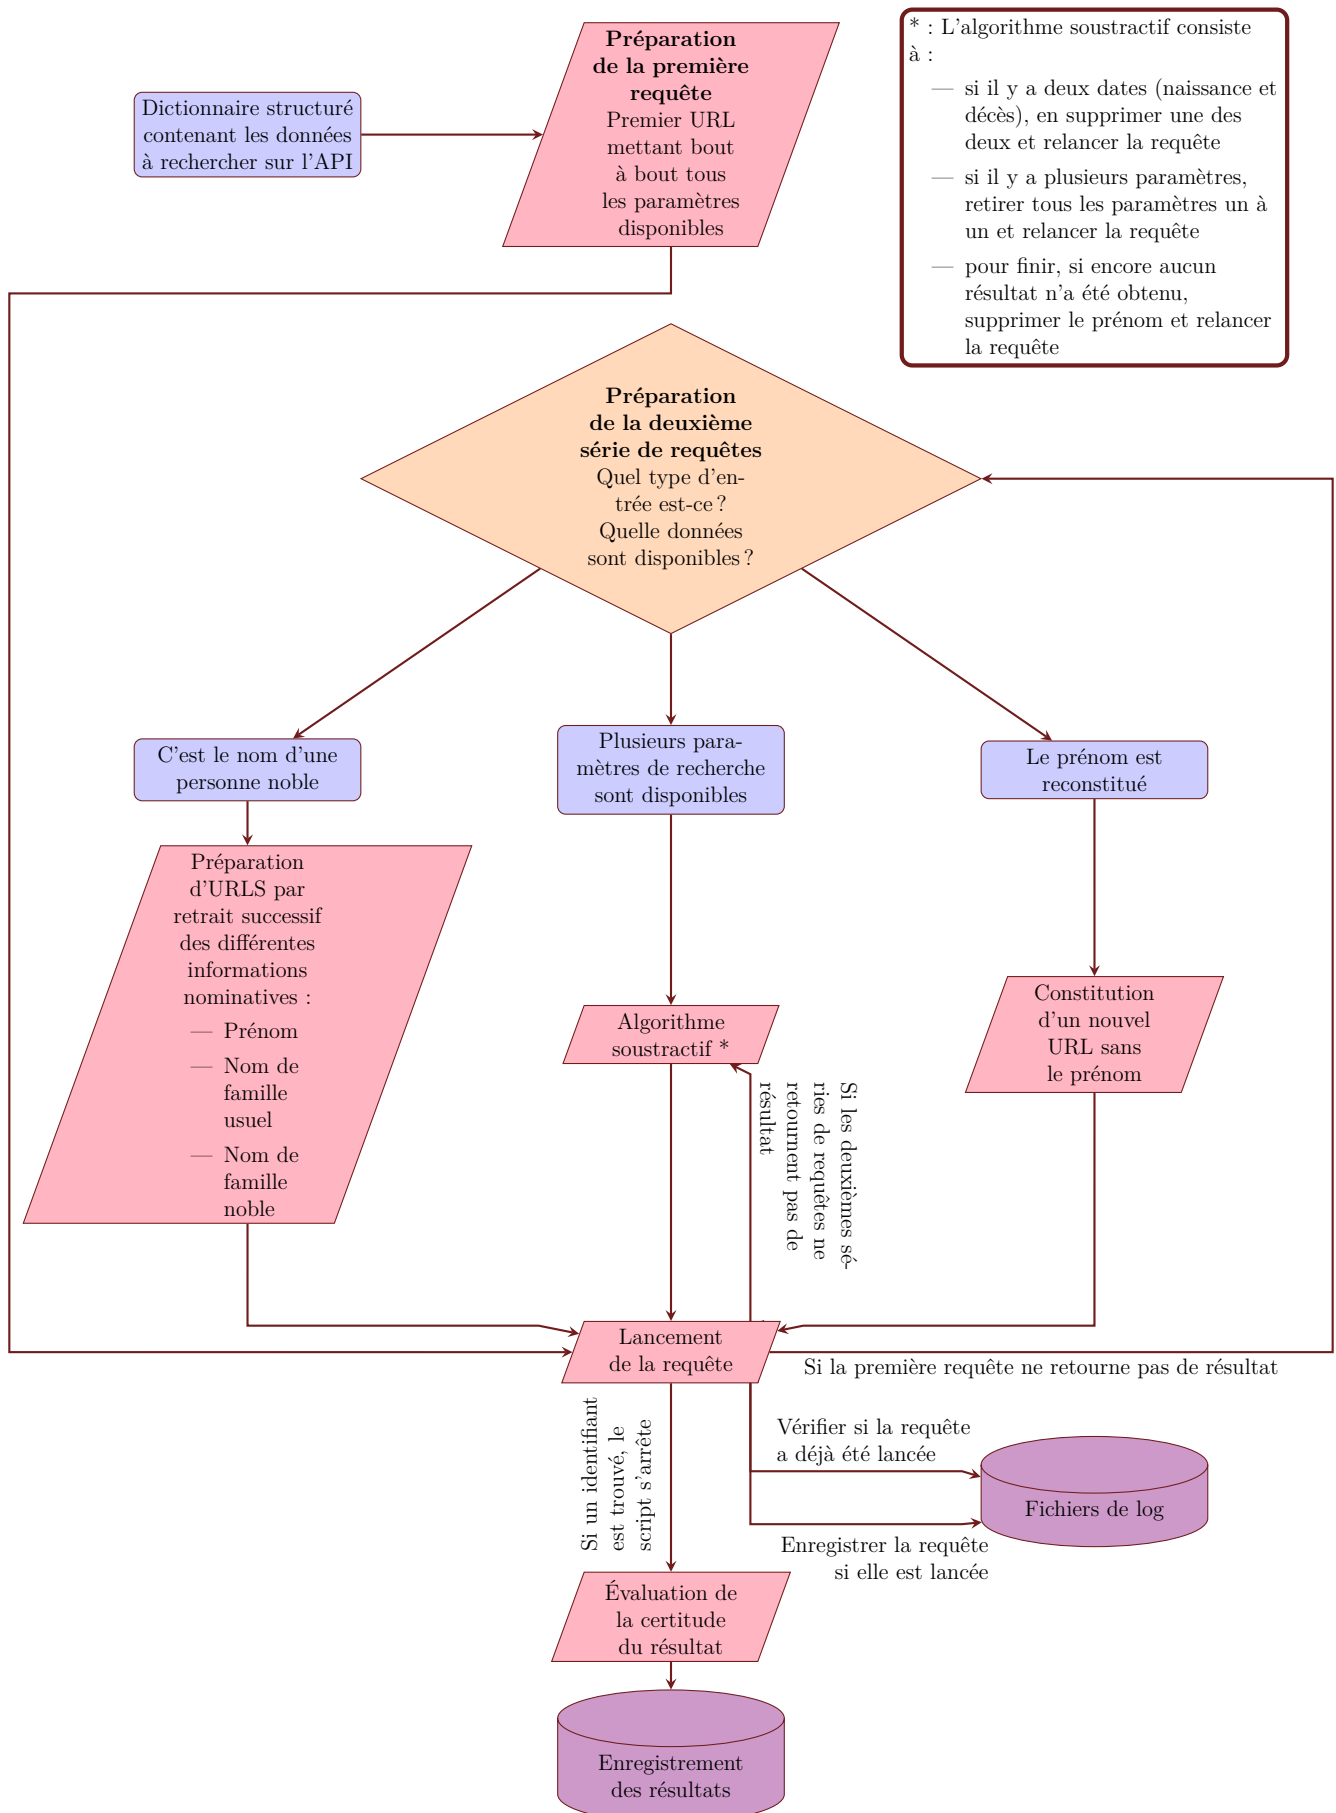 Dictionnaire structuré
contenant les données
à rechercher sur l'API
Préparation
de la première
requête
Premier URL
mettant bout
à bout tous
les paramètres
disponibles
* : L'algorithme soustractif consiste
à :
— si il y a deux dates (naissance et
décès), en supprimer une des
deux et relancer la requête
— si il y a plusieurs paramètres,
retirer tous les paramètres un à
un et relancer la requête
— pour finir, si encore aucun
résultat n'a été obtenu,
supprimer le prénom et relancer
la requête
Préparation
de la deuxième
série de requêtes
Quel type d'en-
trée est-ce ?
Quelle données
sont disponibles ?
C'est le nom d'une
personne noble
Plusieurs para-
mètres de recherche
sont disponibles
Le prénom est
reconstitué
Préparation
d'URLS par
retrait successif
des différentes
informations
nominatives :
— Prénom
— Nom de
famille
usuel
— Nom de
famille
noble
Algorithme
soustractif *
Constitution
d'un nouvel
URL sans
le prénom
Si les deuxièmes sé-
ries de requêtes ne
retournent pas de
résultat
Lancement
de la requête
Si la première requête ne retourne pas de résultat
Si un identifiant
est trouvé, le
script s'arrête
Vérifier si la requête
a déjà été lancée
Fichiers de log
Enregistrer la requête
si elle est lancée
Évaluation de
la certitude
du résultat
Enregistrement
des résultats